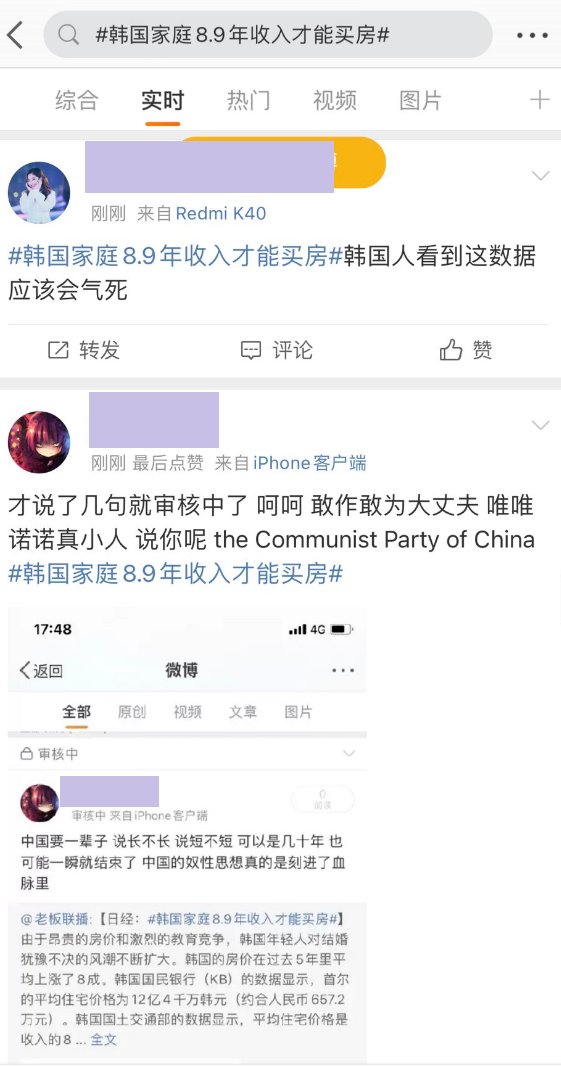 #韩国家庭8.9年收入才能买房#
综合 实时 热门 视频 图片
刚刚 来自 Redmi K40
#韩国家庭8.9年收入才能买房#韩国人看到这数据
应该会气死
转发 评论 赞
刚刚 最后点赞 来自 iPhone客户端
才说了几句就审核中了 呵呵 敢作敢为大丈夫 唯唯
诺诺真小人 说你呢 the Communist Party of China
#韩国家庭8.9年收入才能买房#
17:48 4G
返回 微博
全部 原创 视频 文章 图片
审核中
0
阅读
审核中 来自iPhone客户端
中国要一辈子 说长不长 说短不短 可以是几十年 也
可能一瞬就结束了 中国的奴性思想真的是刻进了血
脉里
@老板联播:【日经：#韩国家庭8.9年收入才能买房#】
由于昂贵的房价和激烈的教育竞争，韩国年轻人对结婚
犹豫不决的风潮不断扩大。韩国的房价在过去5年里平
均上涨了8成。韩国国民银行（KB）的数据显示，首尔
的平均住宅价格为12亿4千万韩元（约合人民币657.2
万元）。韩国国土交通部的数据显示，平均住宅价格是
收入的8 ... 全文